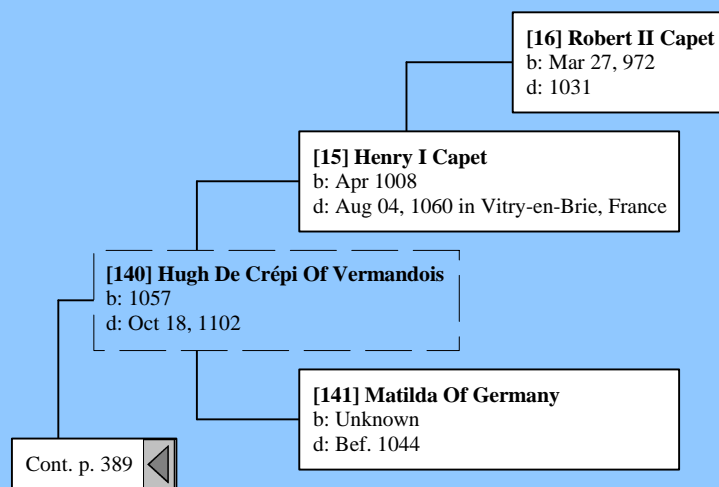 [16] Robert II Capet
b: Mar 27, 972
d: 1031
[15] Henry I Capet
b: Apr 1008
d: Aug 04, 1060 in Vitry-en-Brie, France
[140] Hugh De Crépi Of Vermandois
b: 1057
d: Oct 18, 1102
[141] Matilda Of Germany
b: Unknown
d: Bef. 1044
Cont. p. 389